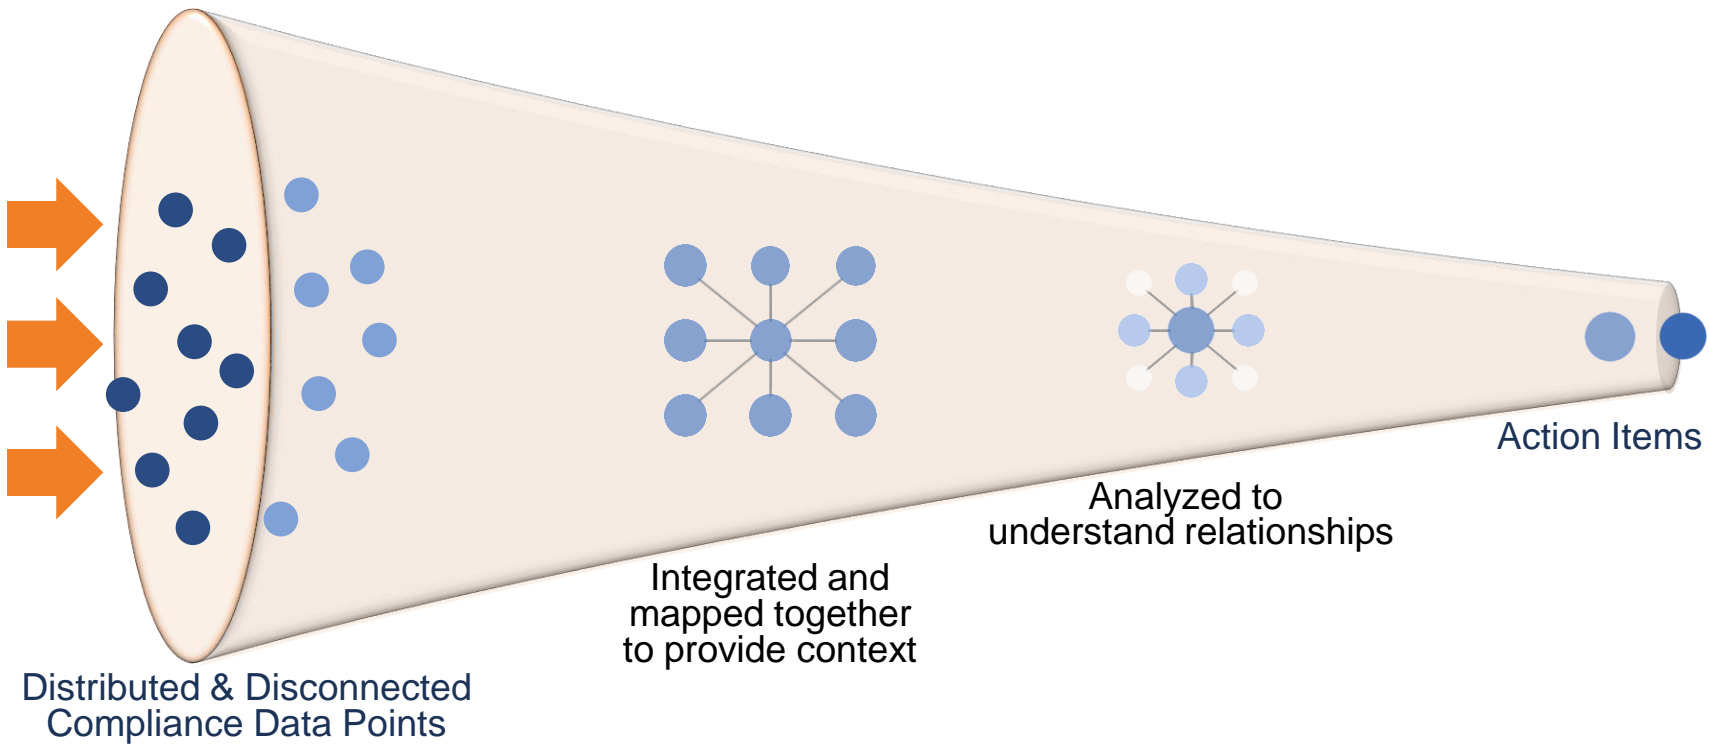 Distributed & Disconnected
Compliance Data Points
Integrated and
mapped together
to provide context
Analyzed to
understand relationships
Action Items